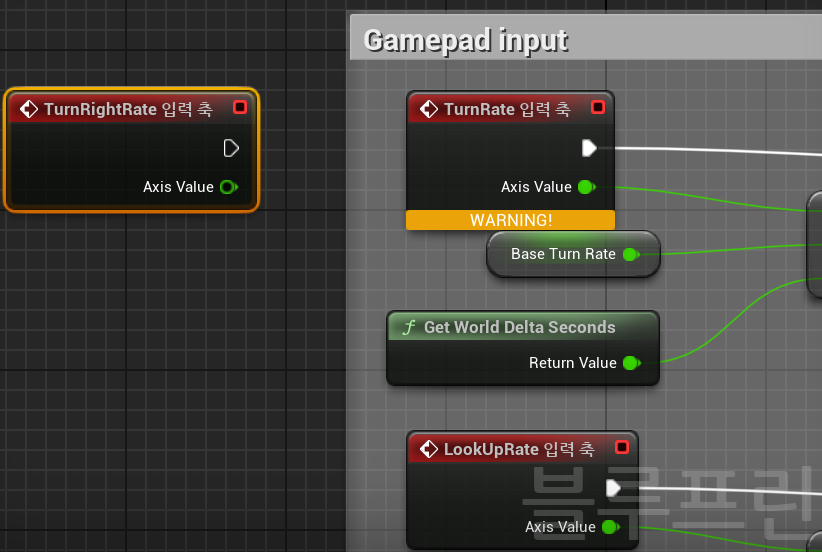 Gamepad input
TurnRightRate 입력 축
Axis Value
TurnRate 입력 축
Axis Value
WARNING!
Base Turn Rate
f Get World Delta Seconds
Return Value
LookUpRate 입력 축
Axis Value
블루프린